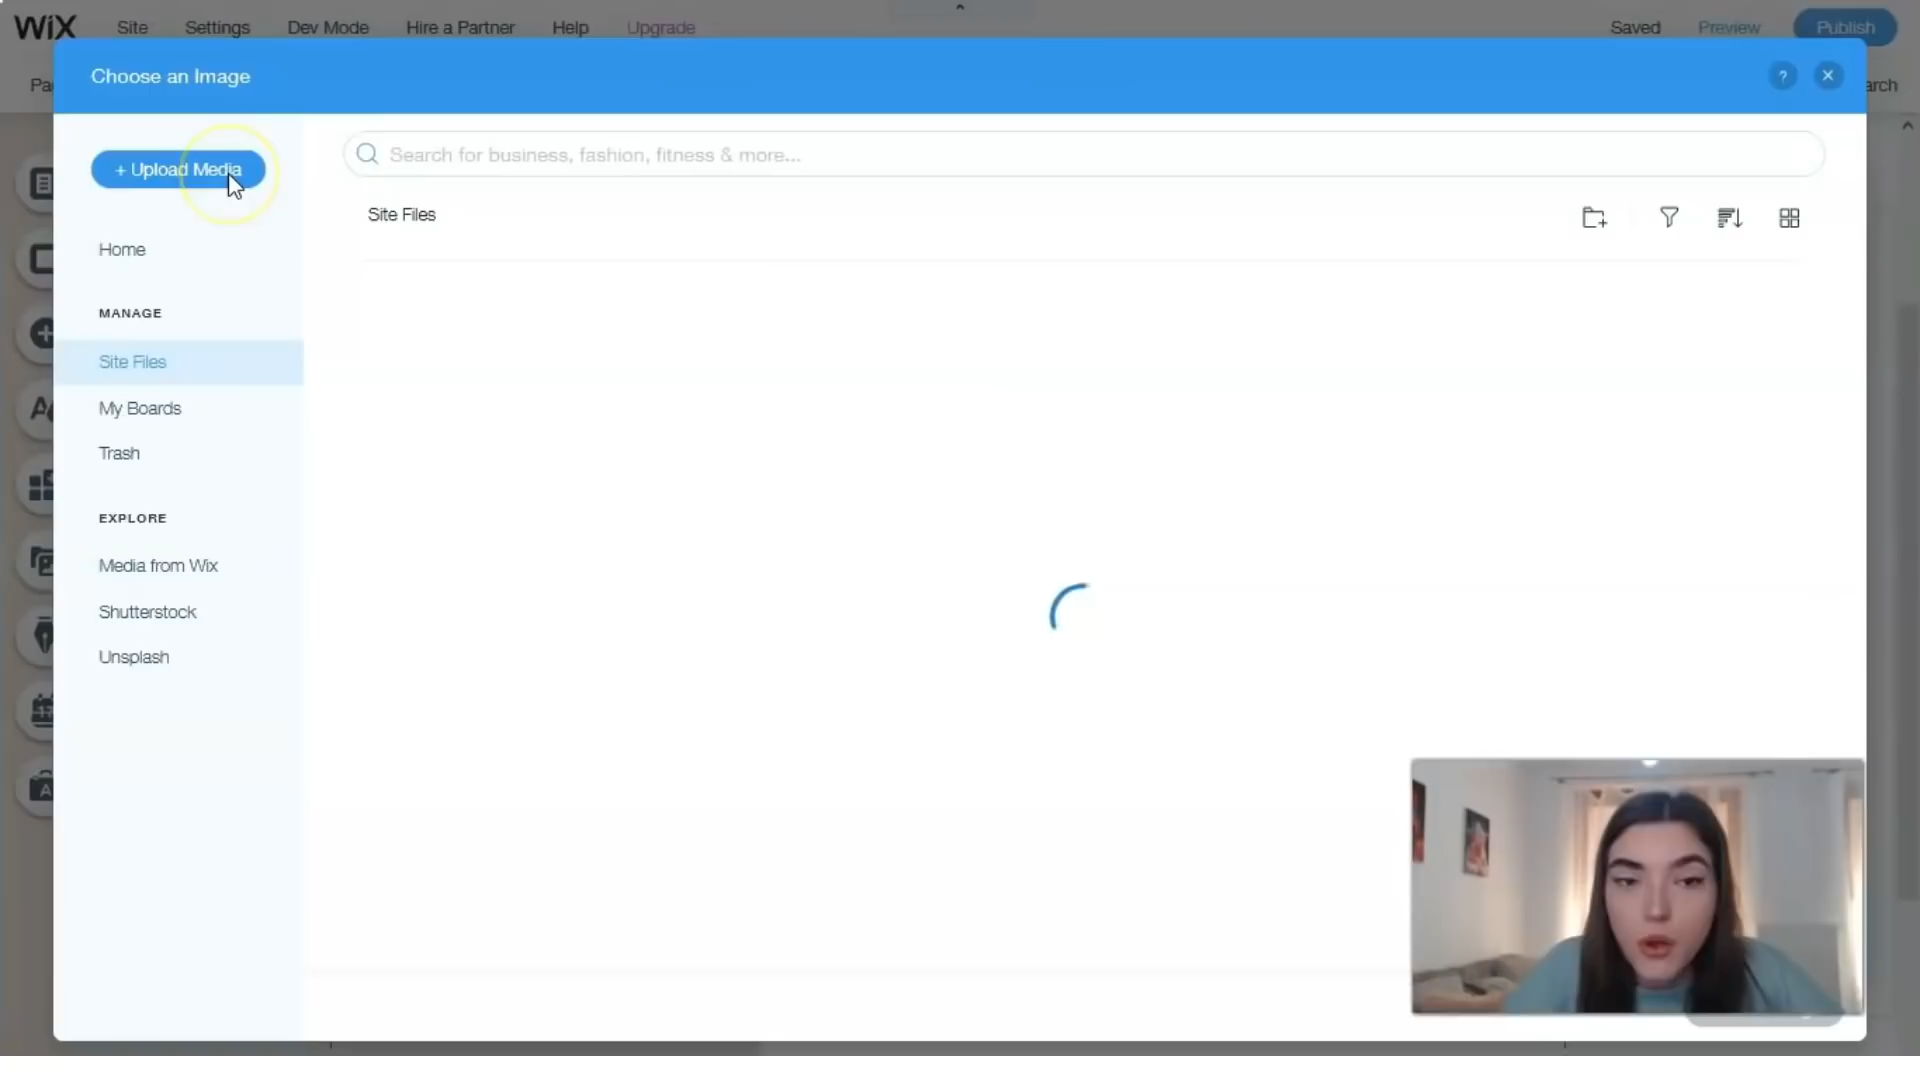 WiX Site Settings Dev Mode Hire a Partner Help Upgrade Saved Preview Publish
Choose an Image ?
+ Upload Media
Search for business, fashion, fitness & more...
Site Files
Home
MANAGE
Site Files
My Boards
Trash
EXPLORE
Media from Wix
Shutterstock
Unsplash